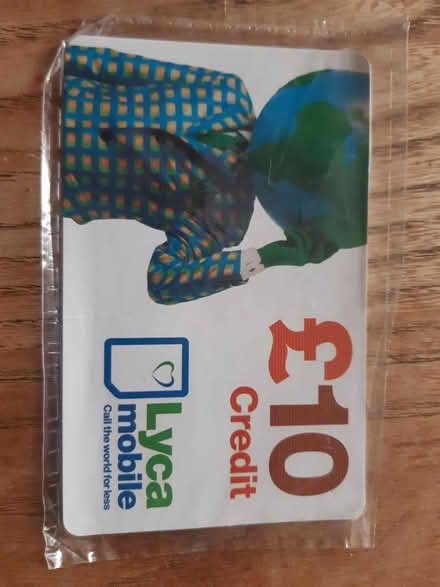 £10
Credit
Lyca
mobile
Call the world for less